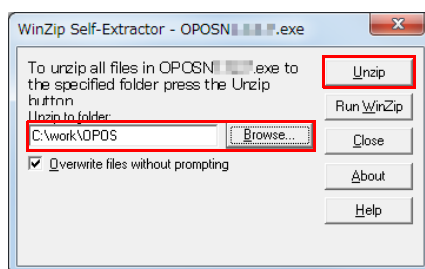 WinZip Self-Extractor - OPOSN .exe
To unzip all files in OPOSN .exe to
the specified folder press the Unzip
button
Unzip to folder:
C:\work\OPOS
Browse...
Overwrite files without prompting
Unzip
Run WinZip
Close
About
Help